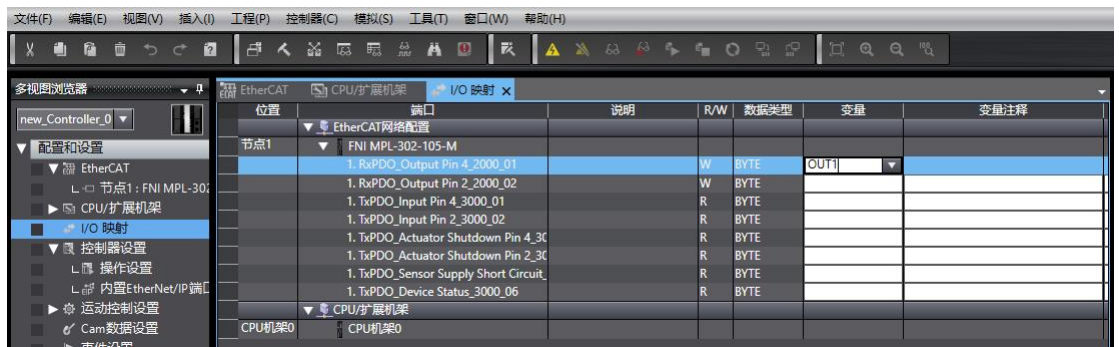 文件(F) 编辑(E) 视图(V) 插入(I) 工程(P) 控制器(C) 模拟(S) 工具(T) 窗口(W) 帮助(H)
多视图浏览器
EtherCAT CPU/扩展机架 I/O 映射
new_Controller_0
位置 端口 说明 R/W 数据类型 变量 变量注释
EtherCAT网络配置
配置和设置
节点1 FNI MPL-302-105-M
EtherCAT
1. RxPDO_Output Pin 4_2000_01 W BYTE OUT1
节点1 : FNI MPL-302
1. RxPDO_Output Pin 2_2000_02 W BYTE
CPU/扩展机架
1. TxPDO_Input Pin 4_3000_01 R BYTE
I/O 映射
1. TxPDO_Input Pin 2_3000_02 R BYTE
控制器设置
1. TxPDO_Actuator Shutdown Pin 4_30 R BYTE
操作设置
1. TxPDO_Actuator Shutdown Pin 2_30 R BYTE
1. TxPDO_Sensor Supply Short Circuit_ R BYTE
内置EtherNet/IP端口
1. TxPDO_Device Status_3000_06 R BYTE
运动控制设置
CPU/扩展机架
Cam数据设置
CPU机架0 CPU机架0
事件设置